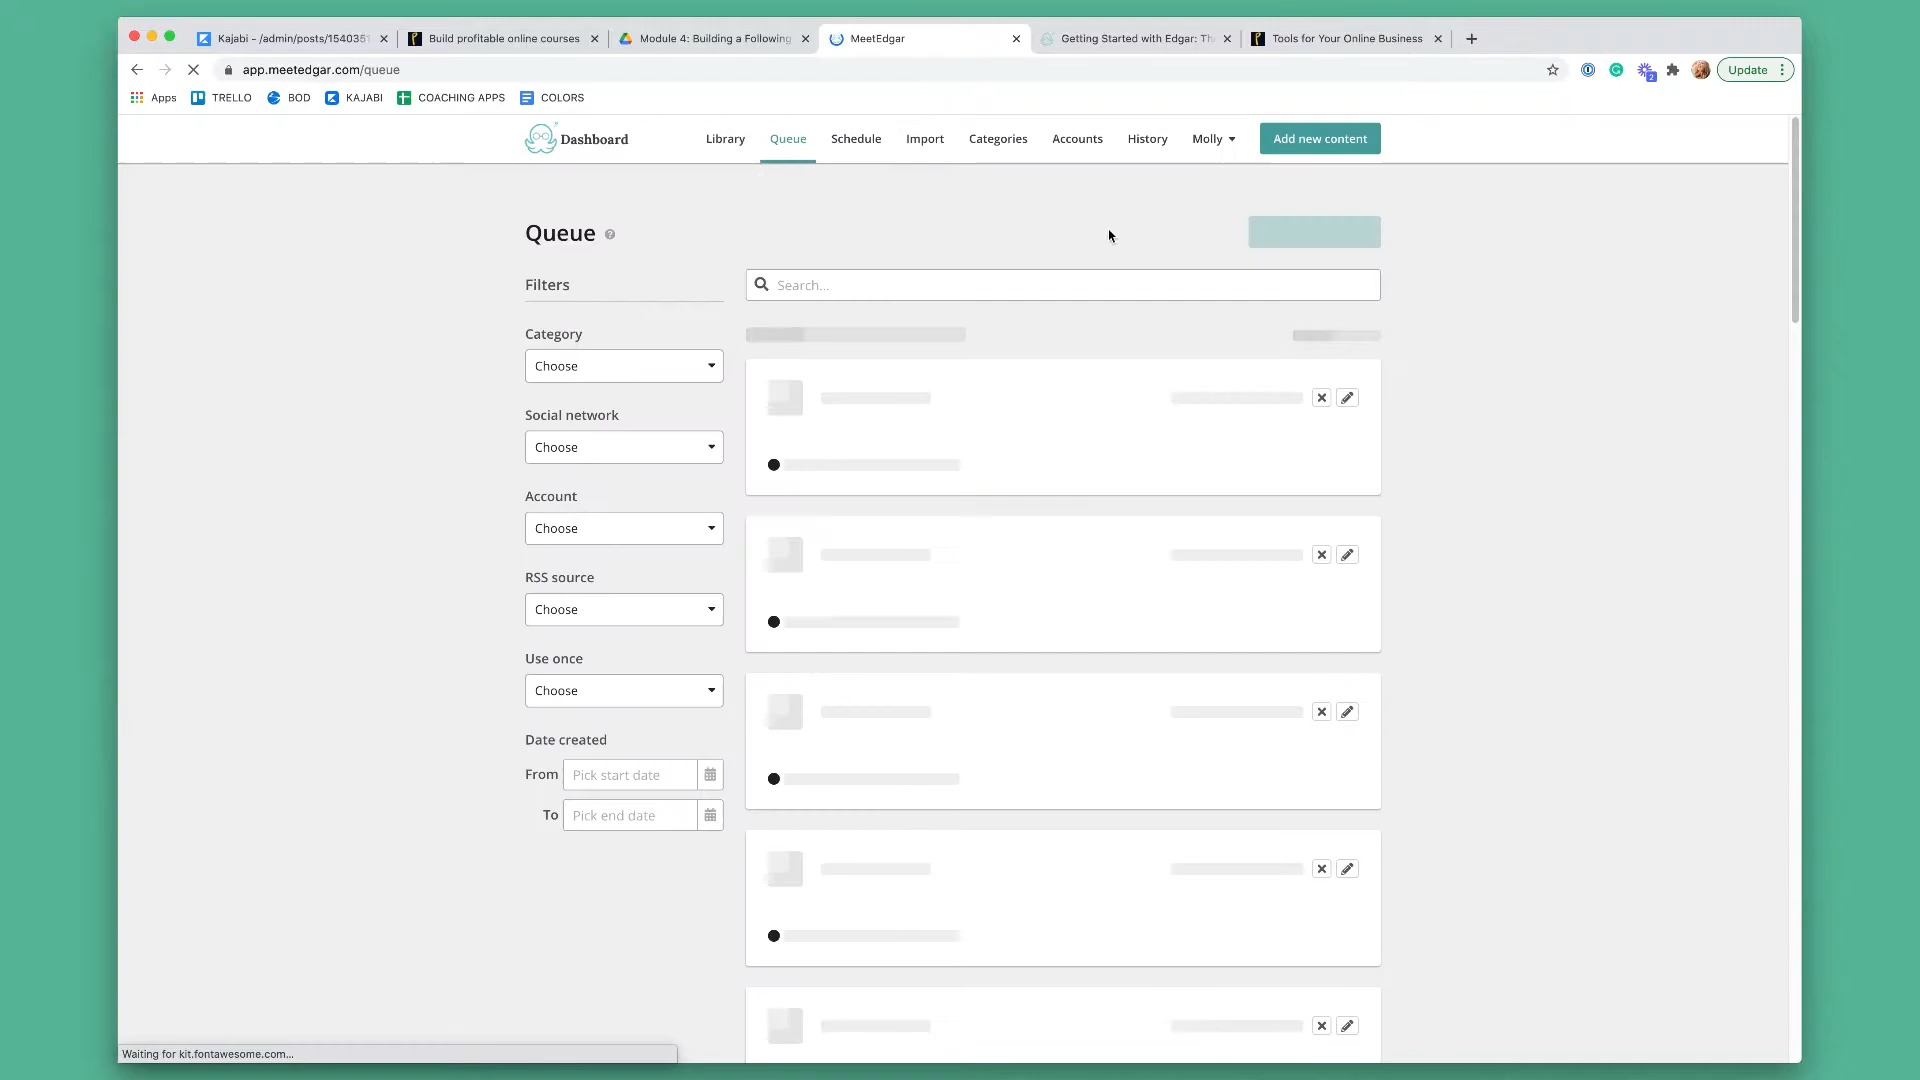 Kajabi - /admin/posts/1540351
Build profitable online courses
Module 4: Building a Following
MeetEdgar
Getting Started with Edgar: Th
Tools for Your Online Business
app.meetedgar.com/queue
2
Update
Apps
TRELLO
BOD
KAJABI
COACHING APPS
COLORS
Dashboard
Library
Queue
Schedule
Import
Categories
Accounts
History
Molly
Add new content
Queue
Filters
Search...
Category
Choose
Social network
Choose
Account
Choose
RSS source
Choose
Use once
Choose
Date created
From
Pick start date
To
Pick end date
Waiting for kit.fontawesome.com...